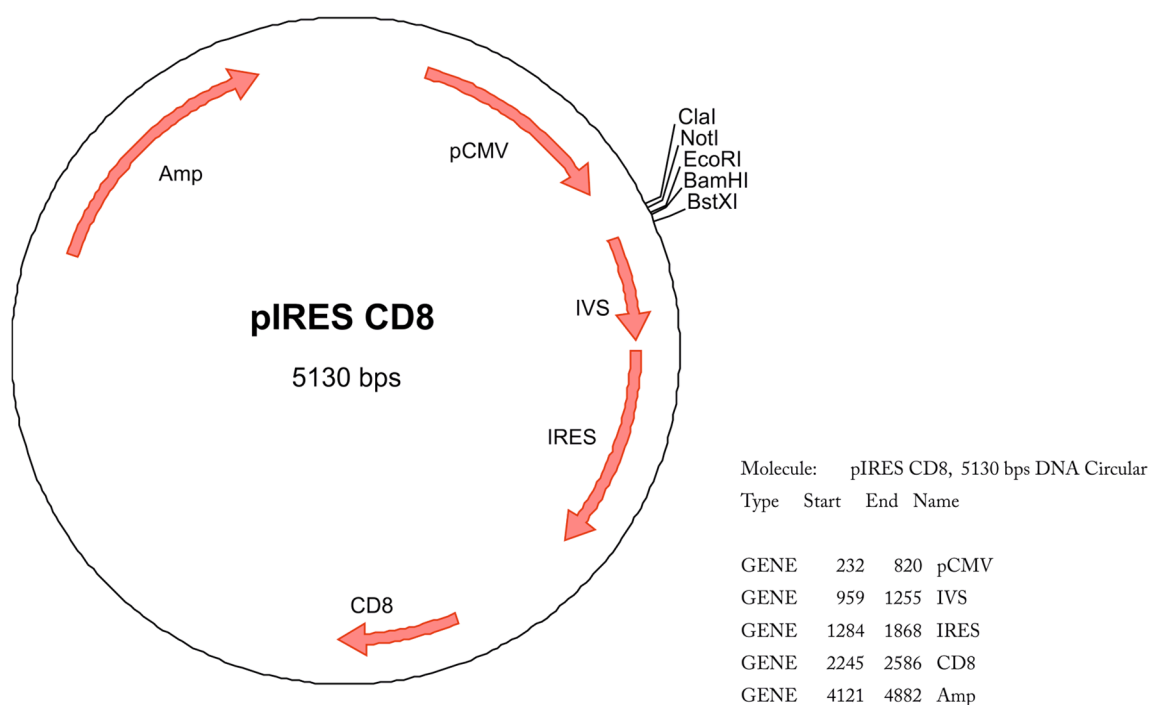 Amp
pCMV
ClaI
NotI
EcoRI
BamHI
BstXI
IVS
pIRES CD8
5130 bps
IRES
CD8
Molecule: pIRES CD8, 5130 bps DNA Circular
Type Start End Name
GENE 232 820 pCMV
GENE 959 1255 IVS
GENE 1284 1868 IRES
GENE 2245 2586 CD8
GENE 4121 4882 Amp